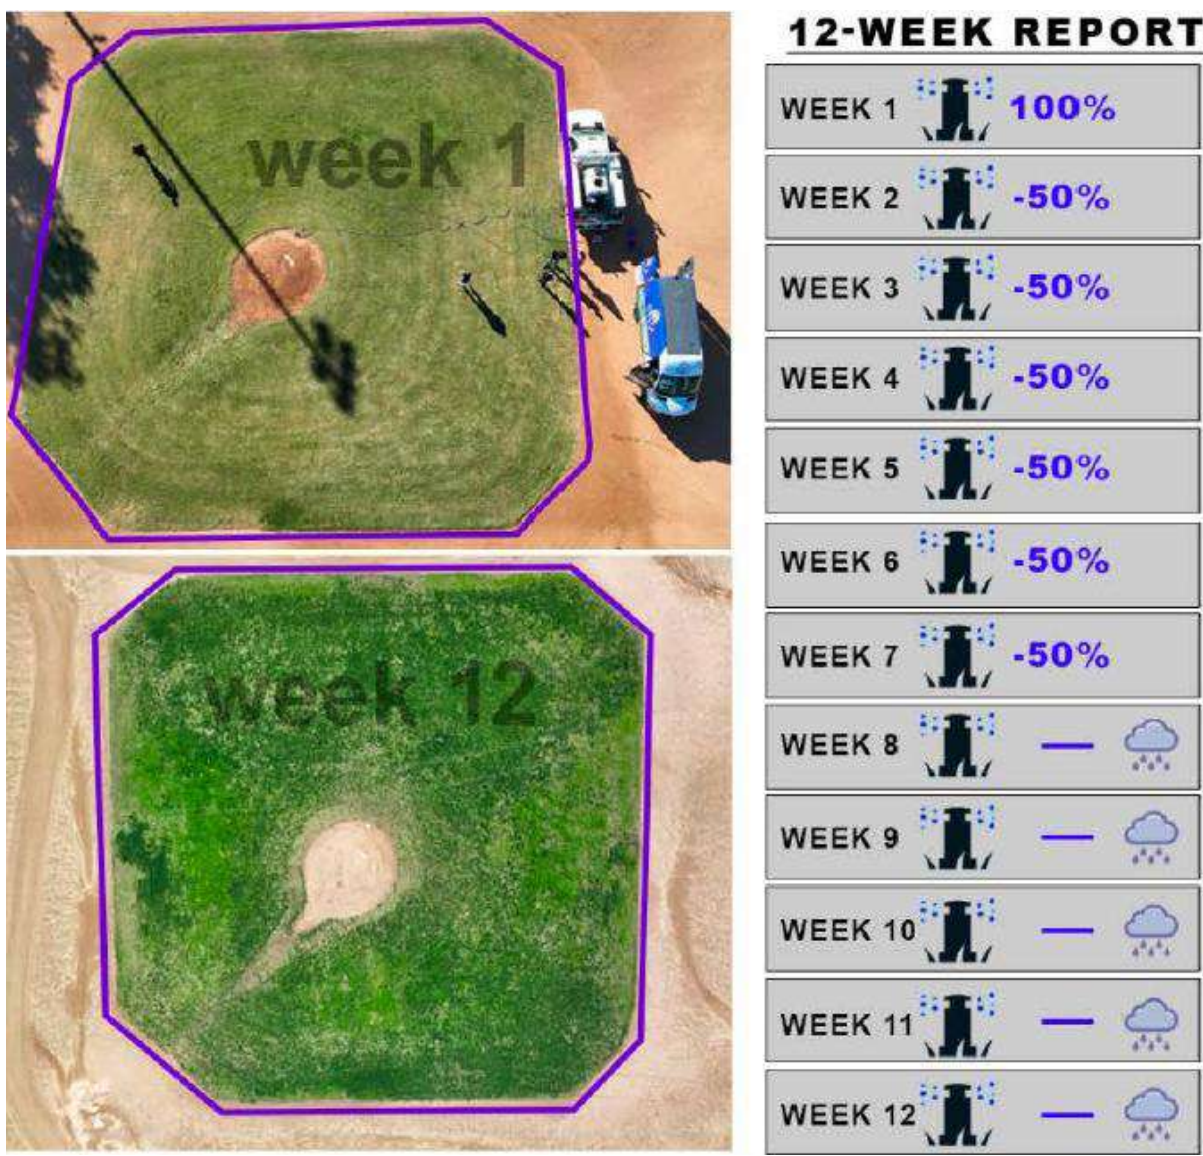 week 1
week 12
12-WEEK REPORT
WEEK 1 100%
WEEK 2 -50%
WEEK 3 -50%
WEEK 4 -50%
WEEK 5 -50%
WEEK 6 -50%
WEEK 7 -50%
WEEK 8 —
WEEK 9 —
WEEK 10 —
WEEK 11 —
WEEK 12 —